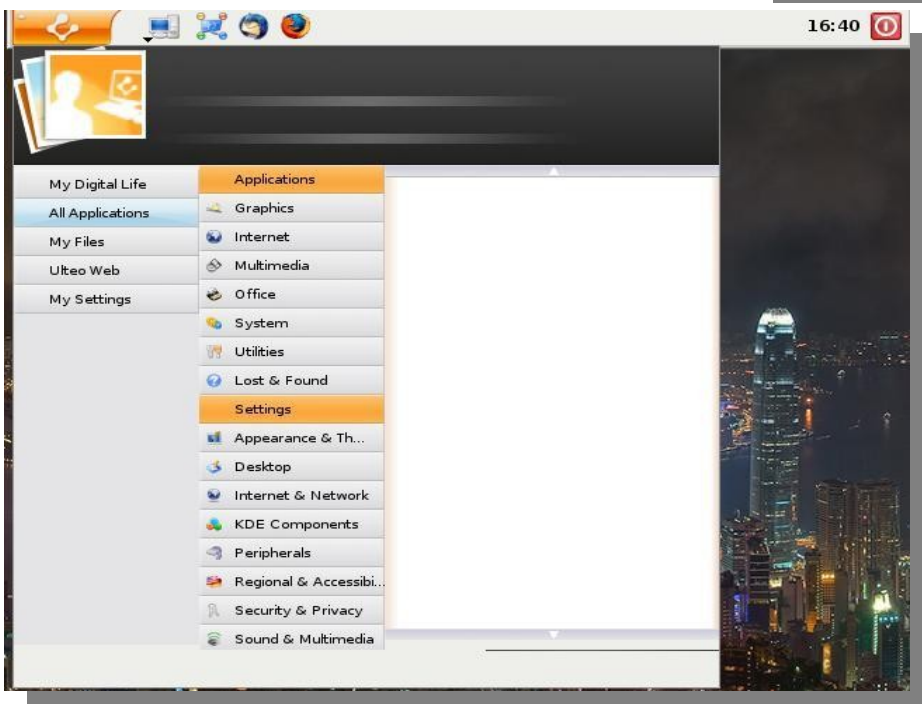 16:40
My Digital Life
All Applications
My Files
Ulteo Web
My Settings
Applications
Graphics
Internet
Multimedia
Office
System
Utilities
Lost & Found
Settings
Appearance & Th...
Desktop
Internet & Network
KDE Components
Peripherals
Regional & Accessibi...
Security & Privacy
Sound & Multimedia